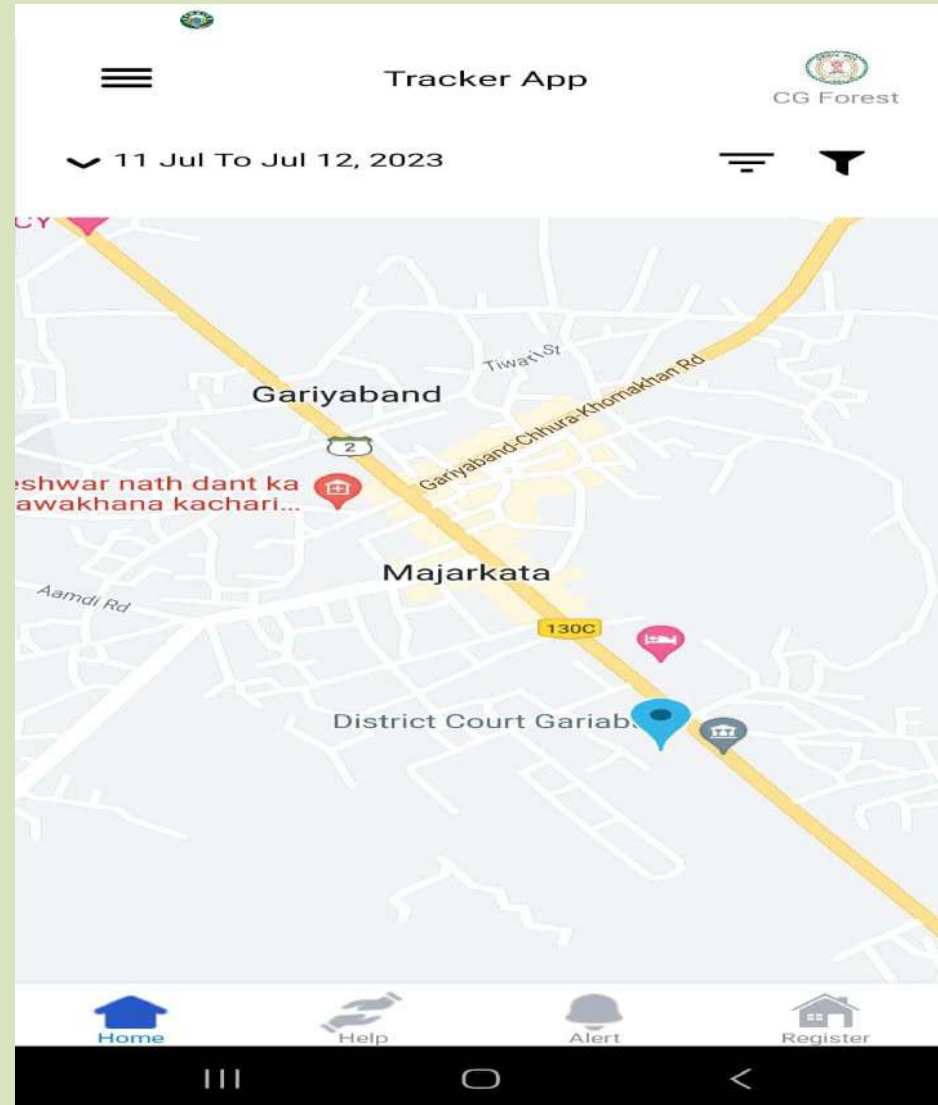 Tracker App
CG Forest
11 Jul To Jul 12, 2023
CY
Tiwari St
Gariyaband
Gariyaband-Chhura-Khomakhan Rd
2
eshwar nath dant ka
awakhana kachari...
Majarkata
Aamdi Rd
130C
District Court Gariab
Home
Help
Alert
Register